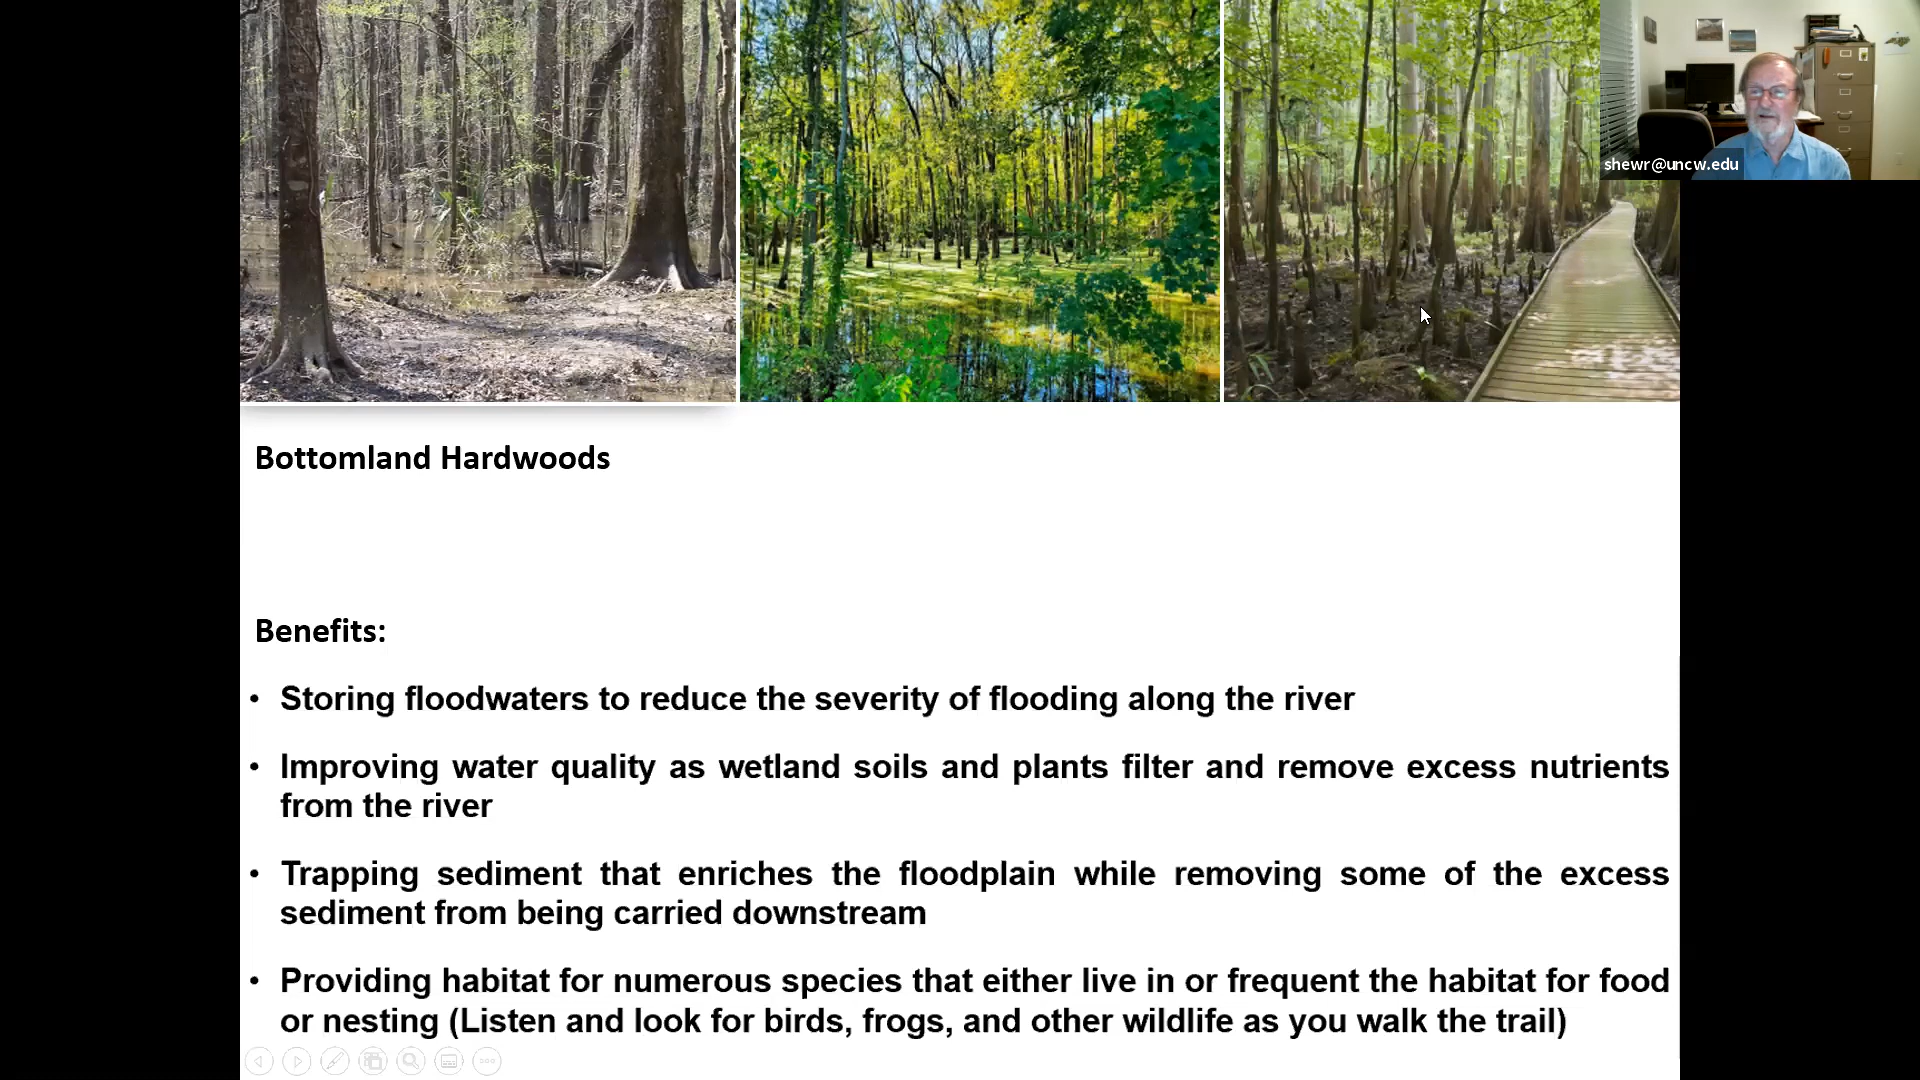 shewr@uncw.edu
Bottomland Hardwoods
Benefits:
• Storing floodwaters to reduce the severity of flooding along the river
• Improving water quality as wetland soils and plants filter and remove excess nutrients
from the river
• Trapping sediment that enriches the floodplain while removing some of the excess
sediment from being carried downstream
• Providing habitat for numerous species that either live in or frequent the habitat for food
or nesting (Listen and look for birds, frogs, and other wildlife as you walk the trail)